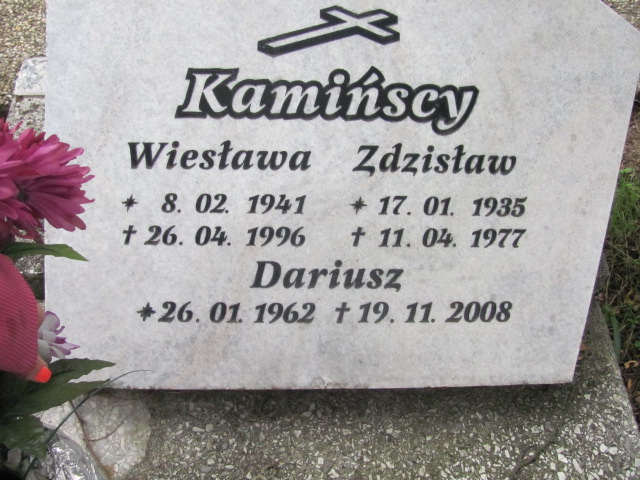 Kamińscy
Wiesława Zdzisław
* 8. 02. 1941 * 17. 01. 1935
† 26. 04. 1996 † 11. 04. 1977
Dariusz
* 26. 01. 1962 † 19. 11. 2008